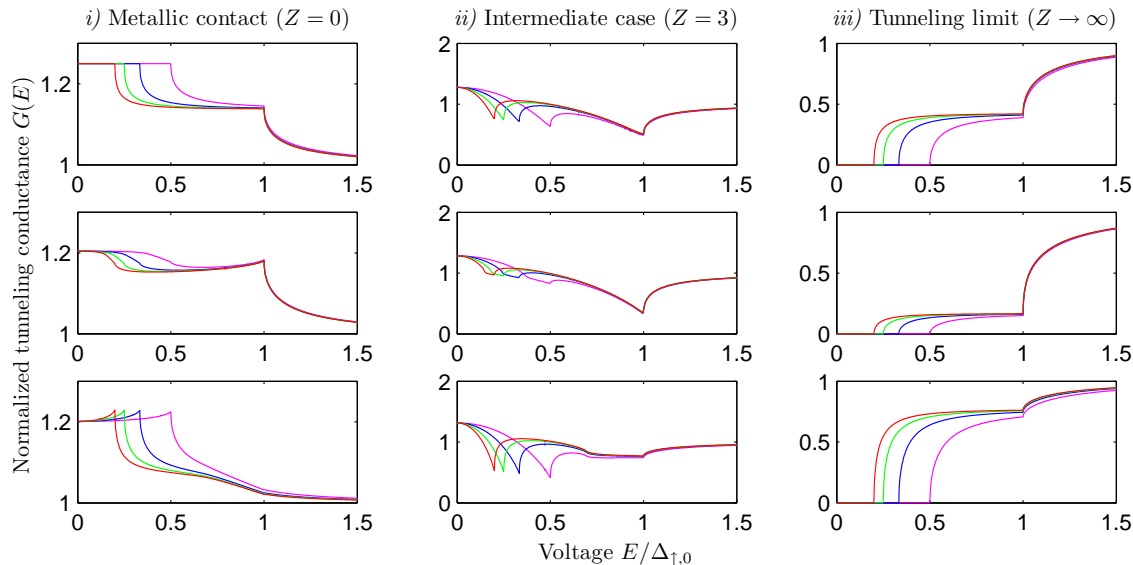 i) Metallic contact (Z = 0)
ii) Intermediate case (Z = 3)
iii) Tunneling limit (Z → ∞)
Normalized tunneling conductance G(E)
1.2
1
0 0.5 1 1.5
2
1
0
0 0.5 1 1.5
1
0.5
0
0 0.5 1 1.5
1.2
1
0 0.5 1 1.5
2
1
0
0 0.5 1 1.5
1
0.5
0
0 0.5 1 1.5
1.2
1
0 0.5 1 1.5
2
1
0
0 0.5 1 1.5
1
0.5
0
0 0.5 1 1.5
Voltage E/Δ↑,0